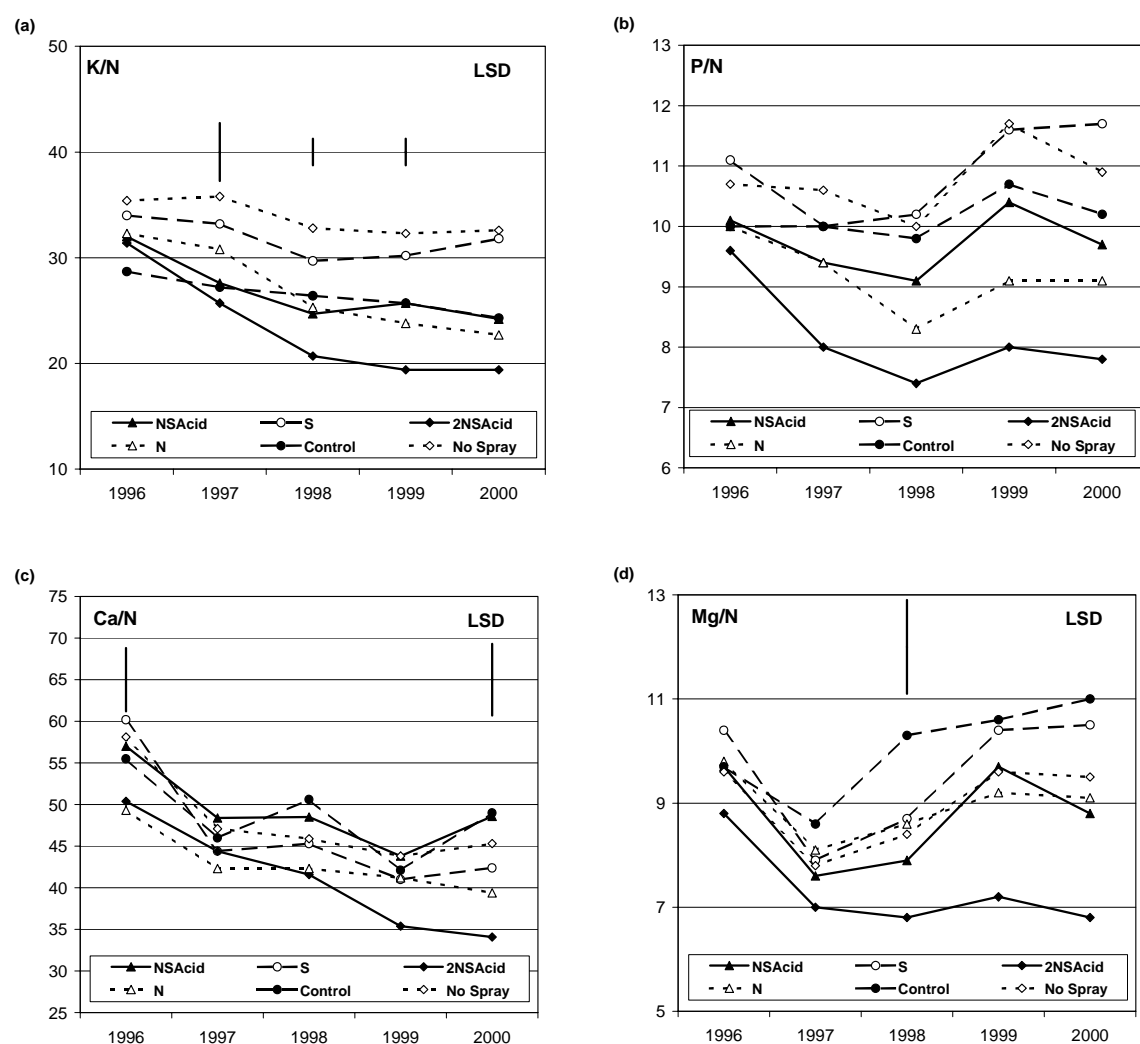 (a)
K/N LSD
50
40
30
20
10
NSAcid S 2NSAcid
N Control No Spray
1996 1997 1998 1999 2000
(b)
P/N
13
12
11
10
9
8
7
6
NSAcid S 2NSAcid
N Control No Spray
1996 1997 1998 1999 2000
(c)
Ca/N LSD
75
70
65
60
55
50
45
40
35
30
25
NSAcid S 2NSAcid
N Control No Spray
1996 1997 1998 1999 2000
(d)
Mg/N LSD
13
11
9
7
5
NSAcid S 2NSAcid
N Control No Spray
1996 1997 1998 1999 2000